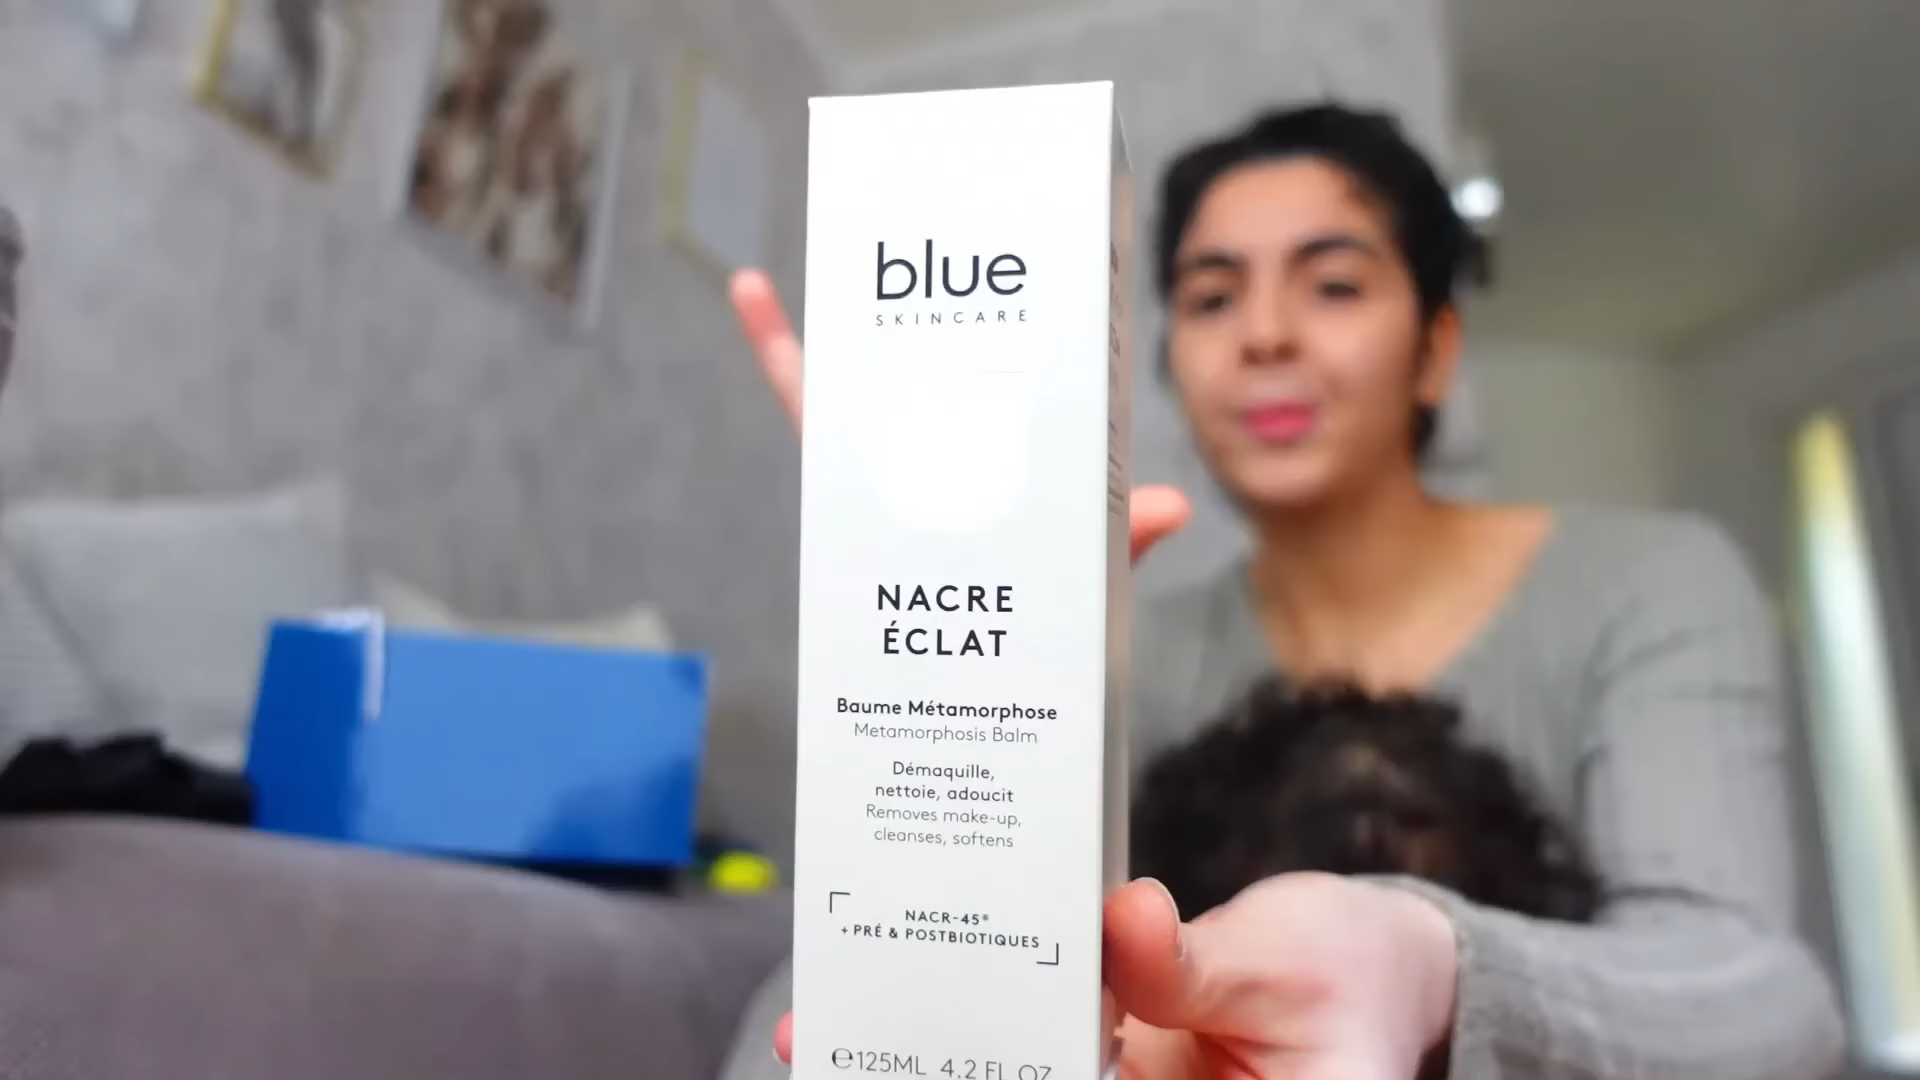 blue
SKINCARE
NACRE
ÉCLAT
Baume Métamorphose
Metamorphosis Balm
Démaquille,
nettoie, adoucit
Removes make-up,
cleanses, softens
NACR-45®
+ PRÉ & POSTBIOTIQUES
℮125ML 4.2 FL OZ